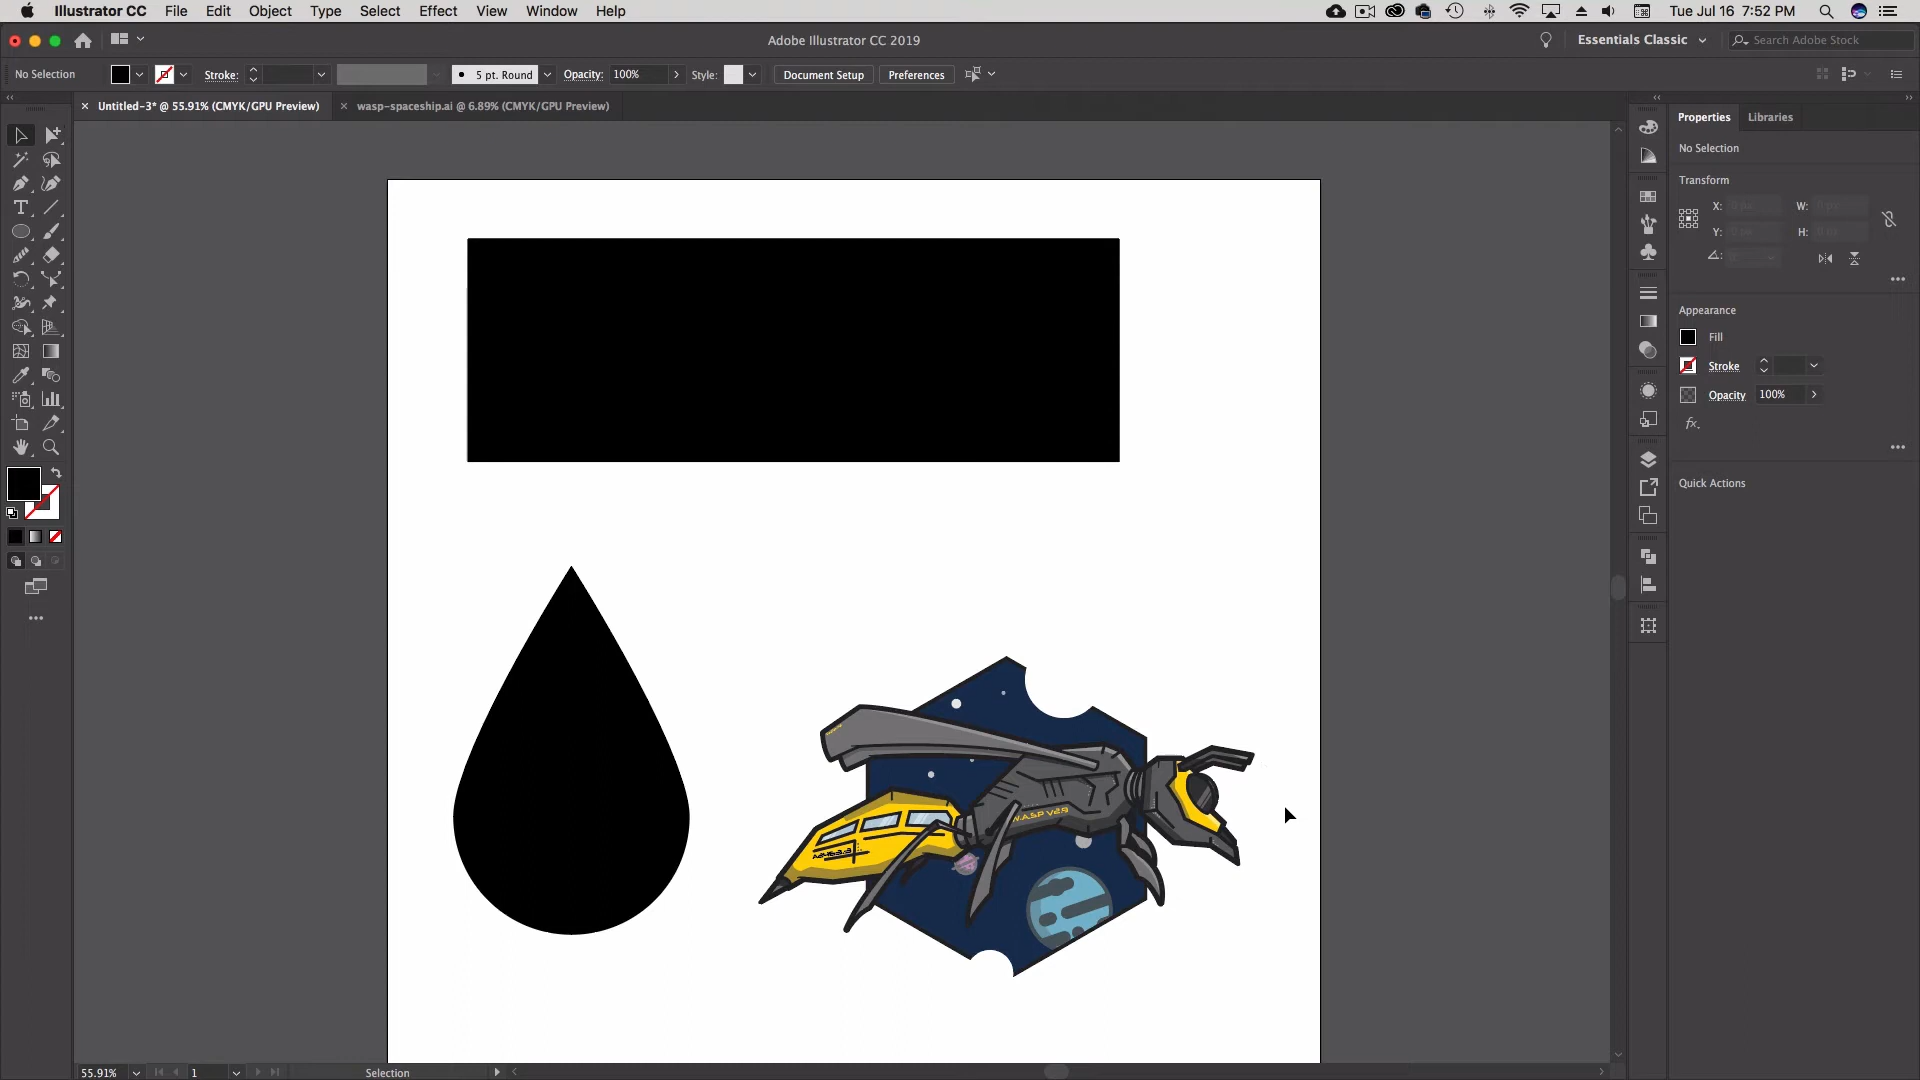 Illustrator CC File Edit Object Type Select Effect View Window Help
Tue Jul 16 7:52 PM
Adobe Illustrator CC 2019
Essentials Classic
Search Adobe Stock
No Selection
Stroke:
5 pt. Round
Opacity: 100%
Style:
Document Setup
Preferences
Untitled-3* @ 55.91% (CMYK/GPU Preview)
wasp-spaceship.ai @ 6.89% (CMYK/GPU Preview)
Properties
Libraries
No Selection
Transform
X:
W:
Y:
H:
Appearance
Fill
Stroke
Opacity 100%
fx.
Quick Actions
W.A.S.P V2.9
55.91%
1
Selection